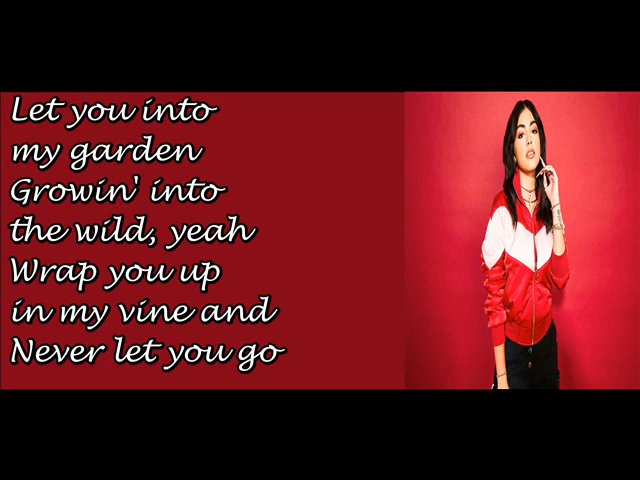 Let you into
my garden
Growin' into
the wild, yeah
Wrap you up
in my vine and
Never let you go